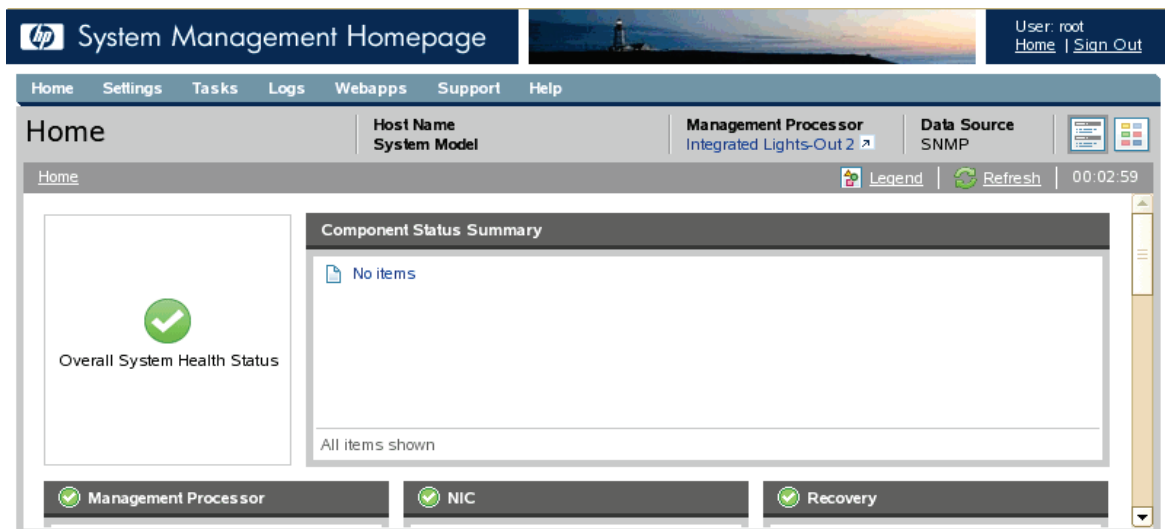 hp System Management Homepage
User: root
Home | Sign Out
Home Settings Tasks Logs Webapps Support Help
Home
Host Name
System Model
Management Processor
Integrated Lights-Out 2
Data Source
SNMP
Home
Legend | Refresh | 00:02:59
Overall System Health Status
Component Status Summary
No items
All items shown
Management Processor
NIC
Recovery